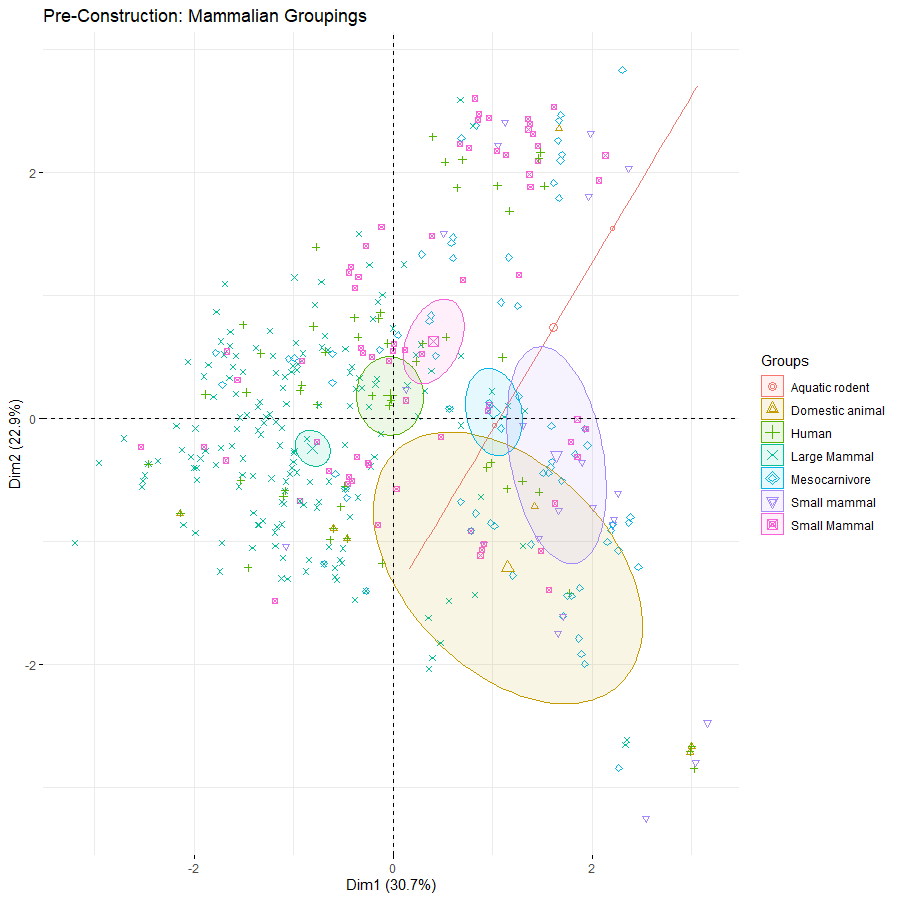 Pre-Construction: Mammalian Groupings
2
0
-2
Dim2 (22.9%)
-2
0
2
Dim1 (30.7%)
Groups
Aquatic rodent
Domestic animal
Human
Large Mammal
Mesocarnivore
Small mammal
Small Mammal